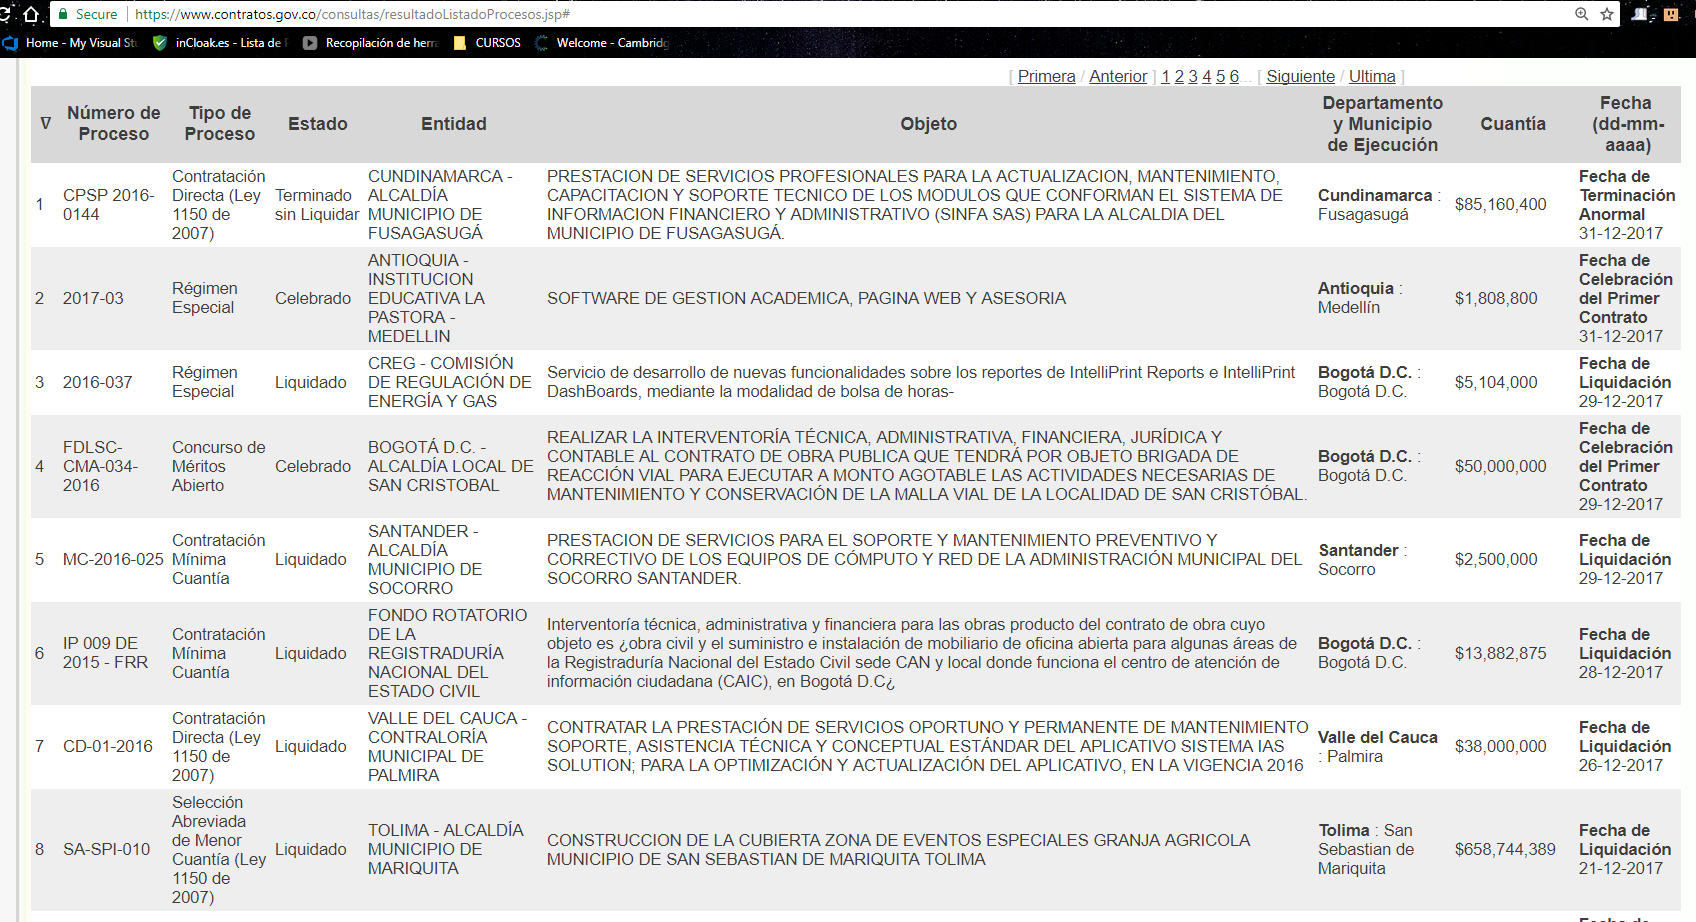 Secure | https://www.contratos.gov.co/consultas/resultadoListadoProcesos.jsp#
Home - My Visual Stu inCloak.es - Lista de Recopilación de herra CURSOS Welcome - Cambridg
[ Primera / Anterior ] 1 2 3 4 5 6... [ Siguiente / Ultima ]
∇ Número de Proceso Tipo de Proceso Estado Entidad Objeto Departamento y Municipio de Ejecución Cuantía Fecha (dd-mm-aaaa)
1
CPSP 2016-
0144
Contratación
Directa (Ley
1150 de
2007)
Terminado
sin Liquidar
CUNDINAMARCA -
ALCALDÍA
MUNICIPIO DE
FUSAGASUGÁ
PRESTACION DE SERVICIOS PROFESIONALES PARA LA ACTUALIZACION, MANTENIMIENTO,
CAPACITACION Y SOPORTE TECNICO DE LOS MODULOS QUE CONFORMAN EL SISTEMA DE
INFORMACION FINANCIERO Y ADMINISTRATIVO (SINFA SAS) PARA LA ALCALDIA DEL
MUNICIPIO DE FUSAGASUGÁ.
Cundinamarca :
Fusagasugá
$85,160,400
Fecha de
Terminación
Anormal
31-12-2017
2
2017-03
Régimen
Especial
Celebrado
ANTIOQUIA -
INSTITUCION
EDUCATIVA LA
PASTORA -
MEDELLIN
SOFTWARE DE GESTION ACADEMICA, PAGINA WEB Y ASESORIA
Antioquia :
Medellín
$1,808,800
Fecha de
Celebración
del Primer
Contrato
31-12-2017
3
2016-037
Régimen
Especial
Liquidado
CREG - COMISIÓN
DE REGULACIÓN DE
ENERGÍA Y GAS
Servicio de desarrollo de nuevas funcionalidades sobre los reportes de IntelliPrint Reports e IntelliPrint
DashBoards, mediante la modalidad de bolsa de horas-
Bogotá D.C. :
Bogotá D.C.
$5,104,000
Fecha de
Liquidación
29-12-2017
4
FDLSC-
CMA-034-
2016
Concurso de
Méritos
Abierto
Celebrado
BOGOTÁ D.C. -
ALCALDÍA LOCAL DE
SAN CRISTOBAL
REALIZAR LA INTERVENTORÍA TÉCNICA, ADMINISTRATIVA, FINANCIERA, JURÍDICA Y
CONTABLE AL CONTRATO DE OBRA PUBLICA QUE TENDRÁ POR OBJETO BRIGADA DE
REACCIÓN VIAL PARA EJECUTAR A MONTO AGOTABLE LAS ACTIVIDADES NECESARIAS DE
MANTENIMIENTO Y CONSERVACIÓN DE LA MALLA VIAL DE LA LOCALIDAD DE SAN CRISTÓBAL.
Bogotá D.C. :
Bogotá D.C.
$50,000,000
Fecha de
Celebración
del Primer
Contrato
29-12-2017
5
MC-2016-025
Contratación
Mínima
Cuantía
Liquidado
SANTANDER -
ALCALDÍA
MUNICIPIO DE
SOCORRO
PRESTACION DE SERVICIOS PARA EL SOPORTE Y MANTENIMIENTO PREVENTIVO Y
CORRECTIVO DE LOS EQUIPOS DE CÓMPUTO Y RED DE LA ADMINISTRACIÓN MUNICIPAL DEL
SOCORRO SANTANDER.
Santander :
Socorro
$2,500,000
Fecha de
Liquidación
29-12-2017
6
IP 009 DE
2015 - FRR
Contratación
Mínima
Cuantía
Liquidado
FONDO ROTATORIO
DE LA
REGISTRADURÍA
NACIONAL DEL
ESTADO CIVIL
Interventoría técnica, administrativa y financiera para las obras producto del contrato de obra cuyo
objeto es ¿obra civil y el suministro e instalación de mobiliario de oficina abierta para algunas áreas de
la Registraduría Nacional del Estado Civil sede CAN y local donde funciona el centro de atención de
información ciudadana (CAIC), en Bogotá D.C¿
Bogotá D.C. :
Bogotá D.C.
$13,882,875
Fecha de
Liquidación
28-12-2017
7
CD-01-2016
Contratación
Directa (Ley
1150 de
2007)
Liquidado
VALLE DEL CAUCA -
CONTRALORÍA
MUNICIPAL DE
PALMIRA
CONTRATAR LA PRESTACIÓN DE SERVICIOS OPORTUNO Y PERMANENTE DE MANTENIMIENTO
SOPORTE, ASISTENCIA TÉCNICA Y CONCEPTUAL ESTÁNDAR DEL APLICATIVO SISTEMA IAS
SOLUTION; PARA LA OPTIMIZACIÓN Y ACTUALIZACIÓN DEL APLICATIVO, EN LA VIGENCIA 2016
Valle del Cauca
: Palmira
$38,000,000
Fecha de
Liquidación
26-12-2017
8
SA-SPI-010
Selección
Abreviada
de Menor
Cuantía (Ley
1150 de
2007)
Liquidado
TOLIMA - ALCALDÍA
MUNICIPIO DE
MARIQUITA
CONSTRUCCION DE LA CUBIERTA ZONA DE EVENTOS ESPECIALES GRANJA AGRICOLA
MUNICIPIO DE SAN SEBASTIAN DE MARIQUITA TOLIMA
Tolima : San
Sebastian de
Mariquita
$658,744,389
Fecha de
Liquidación
21-12-2017